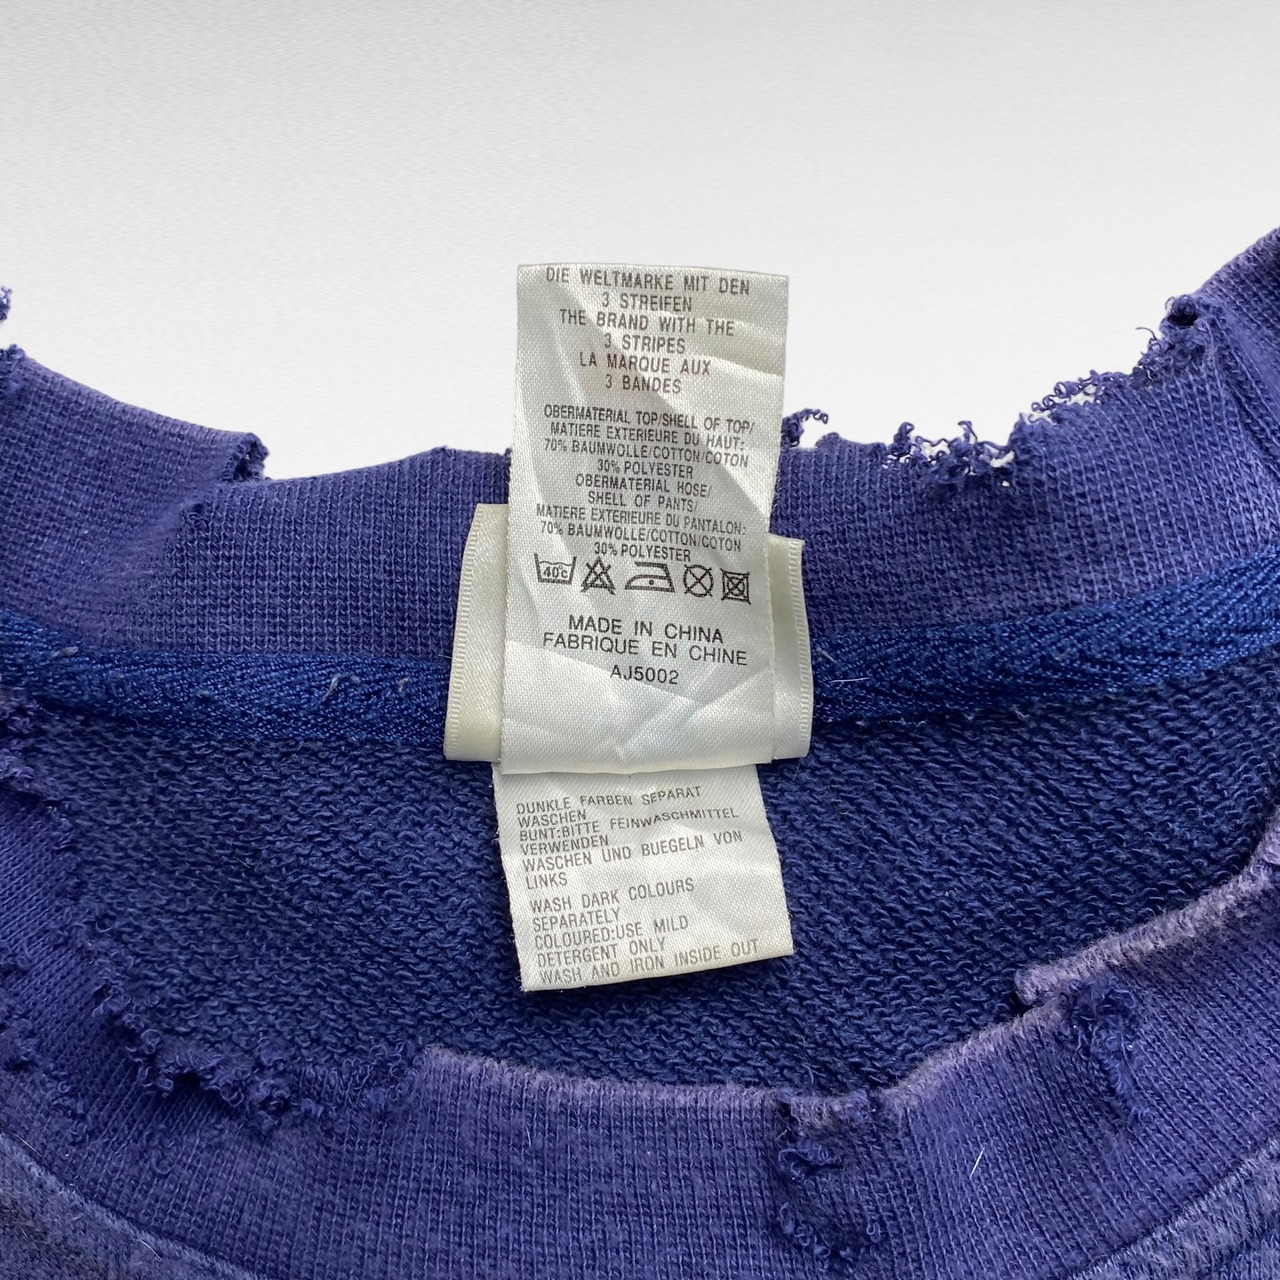 DIE WELTMARKE MIT DEN
3 STREIFEN
THE BRAND WITH THE
3 STRIPES
LA MARQUE AUX
3 BANDES
OBERMATERIAL TOP/SHELL OF TOP/
MATIERE EXTERIEURE DU HAUT:
70% BAUMWOLLE/COTTON/COTON
30% POLYESTER
OBERMATERIAL HOSE/
SHELL OF PANTS/
MATIERE EXTERIEURE DU PANTALON:
70% BAUMWOLLE/COTTON/COTON
30% POLYESTER
40°C
MADE IN CHINA
FABRIQUE EN CHINE
AJ5002
DUNKLE FARBEN SEPARAT
WASCHEN
BUNT:BITTE FEINWASCHMITTEL
VERWENDEN
WASCHEN UND BUEGELN VON
LINKS
WASH DARK COLOURS
SEPARATELY
COLOURED:USE MILD
DETERGENT ONLY
WASH AND IRON INSIDE OUT